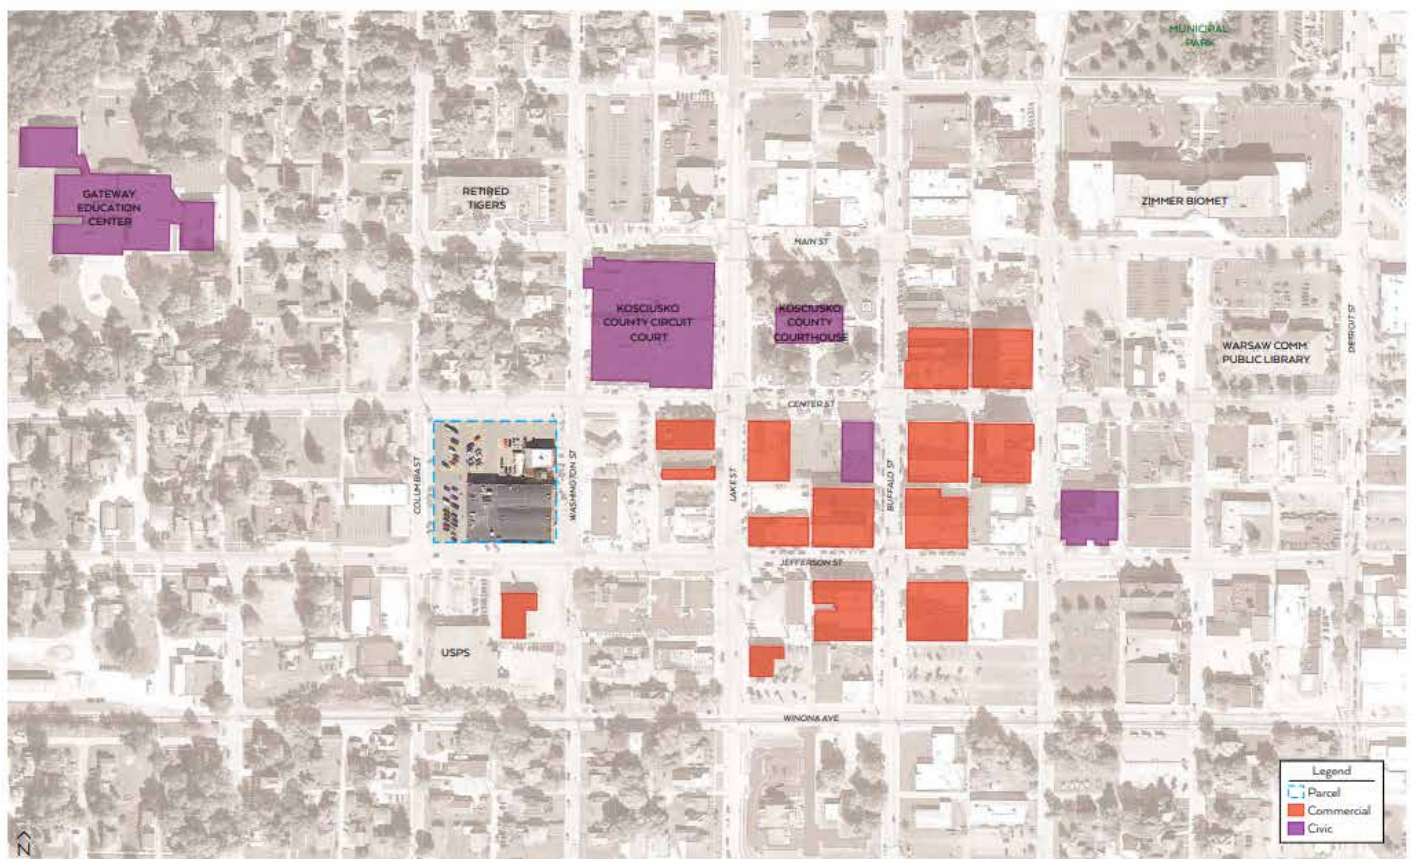 MUNICIPAL
PARK
GATEWAY
EDUCATION
CENTER
RETIRED
TIGERS
ZIMMER BIOMET
MAIN ST
KOSCIUSKO
COUNTY CIRCUIT
COURT
KOSCIUSKO
COUNTY
COURTHOUSE
WARSAW COMM.
PUBLIC LIBRARY
DETROIT ST
CENTER ST
COLUMBIA ST
WASHINGTON ST
LAKE ST
BUFFALO ST
JEFFERSON ST
USPS
WINONA AVE
Legend
Parcel
Commercial
Civic
N